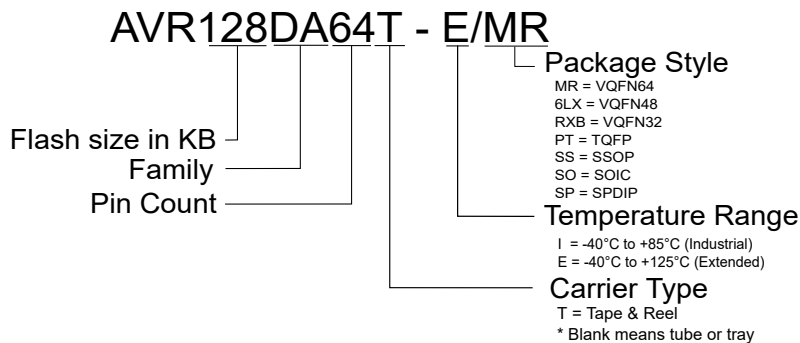 AVR128DA64T - E/MR
Flash size in KB
Family
Pin Count
Package Style
MR = VQFN64
6LX = VQFN48
RXB = VQFN32
PT = TQFP
SS = SSOP
SO = SOIC
SP = SPDIP
Temperature Range
I = -40°C to +85°C (Industrial)
E = -40°C to +125°C (Extended)
Carrier Type
T = Tape & Reel
* Blank means tube or tray